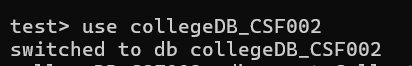 test> use collegeDB_CSF002
switched to db collegeDB_CSF002